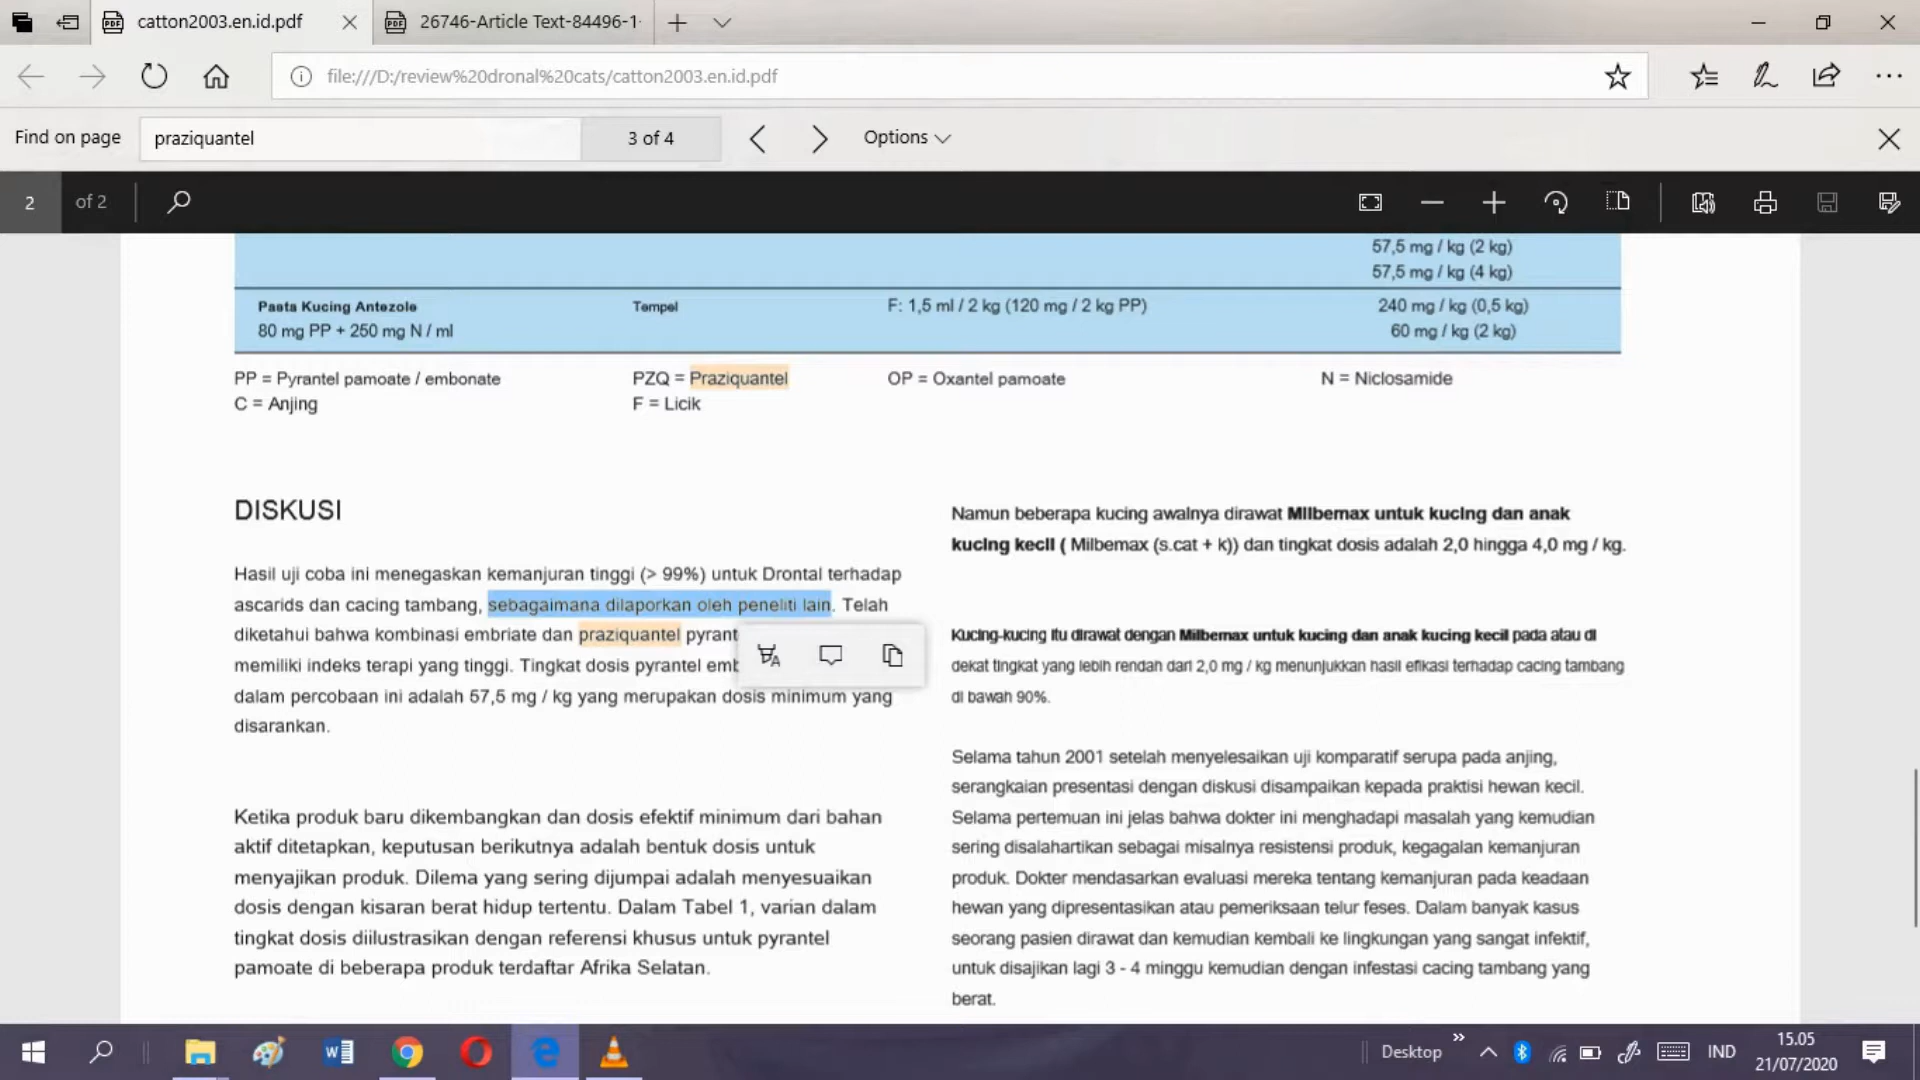 catton2003.en.id.pdf
26746-Article Text-84496-1-
file:///D:/review%20dronal%20cats/catton2003.en.id.pdf
Find on page
praziquantel
3 of 4
Options
2
of 2
57,5 mg / kg (2 kg)
57,5 mg / kg (4 kg)
Pasta Kucing Antezole Tempel F: 1,5 ml / 2 kg (120 mg / 2 kg PP) 240 mg / kg (0,5 kg)
80 mg PP + 250 mg N / ml 60 mg / kg (2 kg)
PP = Pyrantel pamoate / embonate PZQ = Praziquantel OP = Oxantel pamoate N = Niclosamide
C = Anjing F = Licik
DISKUSI
Hasil uji coba ini menegaskan kemanjuran tinggi (> 99%) untuk Drontal terhadap
ascarids dan cacing tambang, sebagaimana dilaporkan oleh peneliti lain. Telah
diketahui bahwa kombinasi embriate dan praziquantel pyrant
memiliki indeks terapi yang tinggi. Tingkat dosis pyrantel emb
dalam percobaan ini adalah 57,5 mg / kg yang merupakan dosis minimum yang
disarankan.
Ketika produk baru dikembangkan dan dosis efektif minimum dari bahan
aktif ditetapkan, keputusan berikutnya adalah bentuk dosis untuk
menyajikan produk. Dilema yang sering dijumpai adalah menyesuaikan
dosis dengan kisaran berat hidup tertentu. Dalam Tabel 1, varian dalam
tingkat dosis diilustrasikan dengan referensi khusus untuk pyrantel
pamoate di beberapa produk terdaftar Afrika Selatan.
Namun beberapa kucing awalnya dirawat Milbemax untuk kucing dan anak
kucing kecil ( Milbemax (s.cat + k)) dan tingkat dosis adalah 2,0 hingga 4,0 mg / kg.
Kucing-kucing itu dirawat dengan Milbemax untuk kucing dan anak kucing kecil pada atau di
dekat tingkat yang lebih rendah dari 2,0 mg / kg menunjukkan hasil efikasi terhadap cacing tambang
di bawah 90%.
Selama tahun 2001 setelah menyelesaikan uji komparatif serupa pada anjing,
serangkaian presentasi dengan diskusi disampaikan kepada praktisi hewan kecil.
Selama pertemuan ini jelas bahwa dokter ini menghadapi masalah yang kemudian
sering disalahartikan sebagai misalnya resistensi produk, kegagalan kemanjuran
produk. Dokter mendasarkan evaluasi mereka tentang kemanjuran pada keadaan
hewan yang dipresentasikan atau pemeriksaan telur feses. Dalam banyak kasus
seorang pasien dirawat dan kemudian kembali ke lingkungan yang sangat infektif,
untuk disajikan lagi 3 - 4 minggu kemudian dengan infestasi cacing tambang yang
berat.
Desktop
IND
15.05
21/07/2020